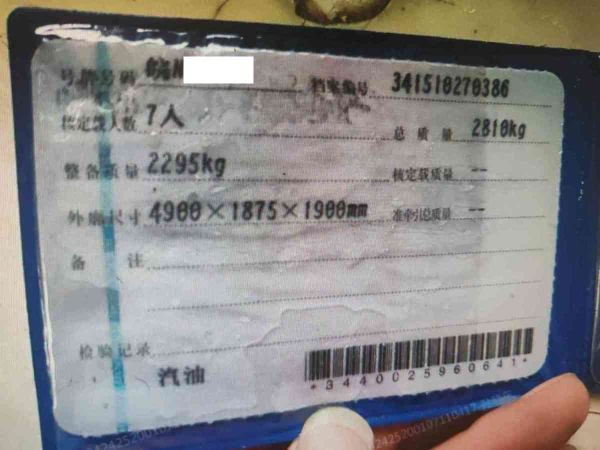 号牌号码 皖N 档案编号 341510270386
核定载人数 7人 总质量 2810kg
整备质量 2295kg 核定载质量 --
外廓尺寸 4900×1875×1900mm 准牵引总质量 --
备注
检验记录
汽油
*3440025960641*